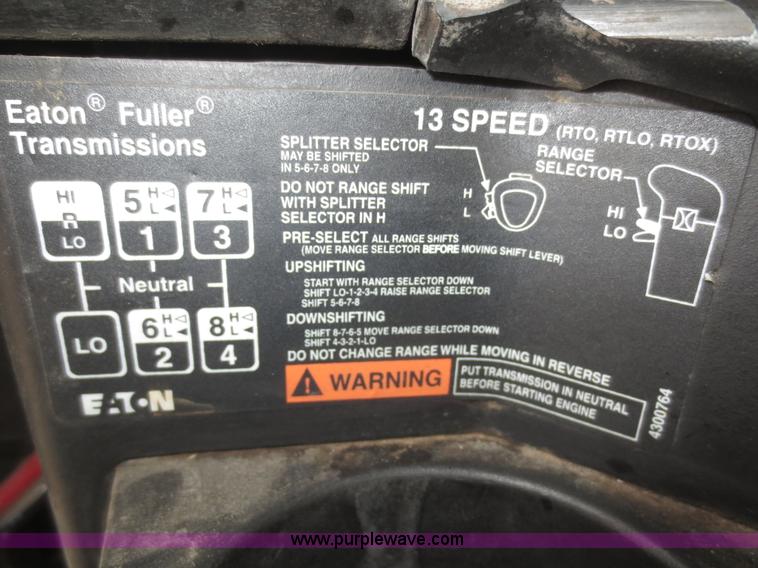 Eaton® Fuller®
Transmissions
13 SPEED (RTO, RTLO, RTOX)
HI
R
LO
5 H
L
1
7 H
L
3
Neutral
LO
6 H
L
2
8 H
L
4
EATON
SPLITTER SELECTOR
MAY BE SHIFTED
IN 5-6-7-8 ONLY
DO NOT RANGE SHIFT
WITH SPLITTER
SELECTOR IN H
H
L
RANGE
SELECTOR
HI
LO
PRE-SELECT ALL RANGE SHIFTS
(MOVE RANGE SELECTOR BEFORE MOVING SHIFT LEVER)
UPSHIFTING
START WITH RANGE SELECTOR DOWN
SHIFT LO-1-2-3-4 RAISE RANGE SELECTOR
SHIFT 5-6-7-8
DOWNSHIFTING
SHIFT 8-7-6-5 MOVE RANGE SELECTOR DOWN
SHIFT 4-3-2-1-LO
DO NOT CHANGE RANGE WHILE MOVING IN REVERSE
WARNING
PUT TRANSMISSION IN NEUTRAL
BEFORE STARTING ENGINE
4300764
www.purplewave.com